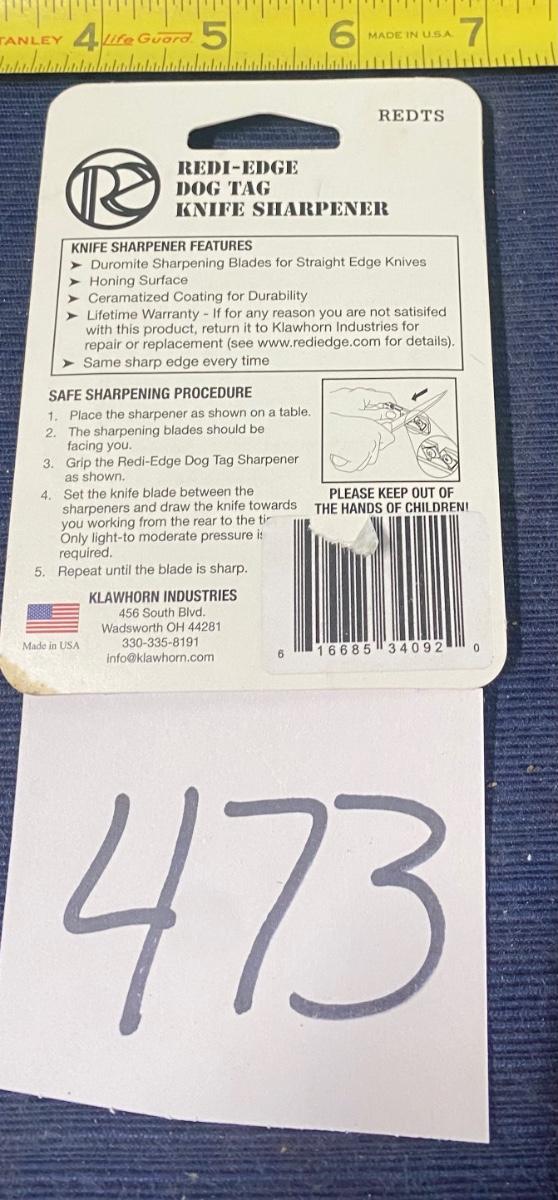 STANLEY 4 Life Guard. 5 6 MADE IN U.S.A. 7
REDTS
RE
REDI-EDGE
DOG TAG
KNIFE SHARPENER
KNIFE SHARPENER FEATURES
➤ Duromite Sharpening Blades for Straight Edge Knives
➤ Honing Surface
➤ Ceramatized Coating for Durability
➤ Lifetime Warranty - If for any reason you are not satisifed
with this product, return it to Klawhorn Industries for
repair or replacement (see www.rediedge.com for details).
➤ Same sharp edge every time
SAFE SHARPENING PROCEDURE
1. Place the sharpener as shown on a table.
2. The sharpening blades should be
facing you.
3. Grip the Redi-Edge Dog Tag Sharpener
as shown.
4. Set the knife blade between the
sharpeners and draw the knife towards
you working from the rear to the
Only light-to moderate pressure
required.
5. Repeat until the blade is sharp.
PLEASE KEEP OUT OF
THE HANDS OF CHILDREN!
KLAWHORN INDUSTRIES
456 South Blvd.
Wadsworth OH 44281
330-335-8191
info@klawhorn.com
Made in USA
6 16685 34092 0
473